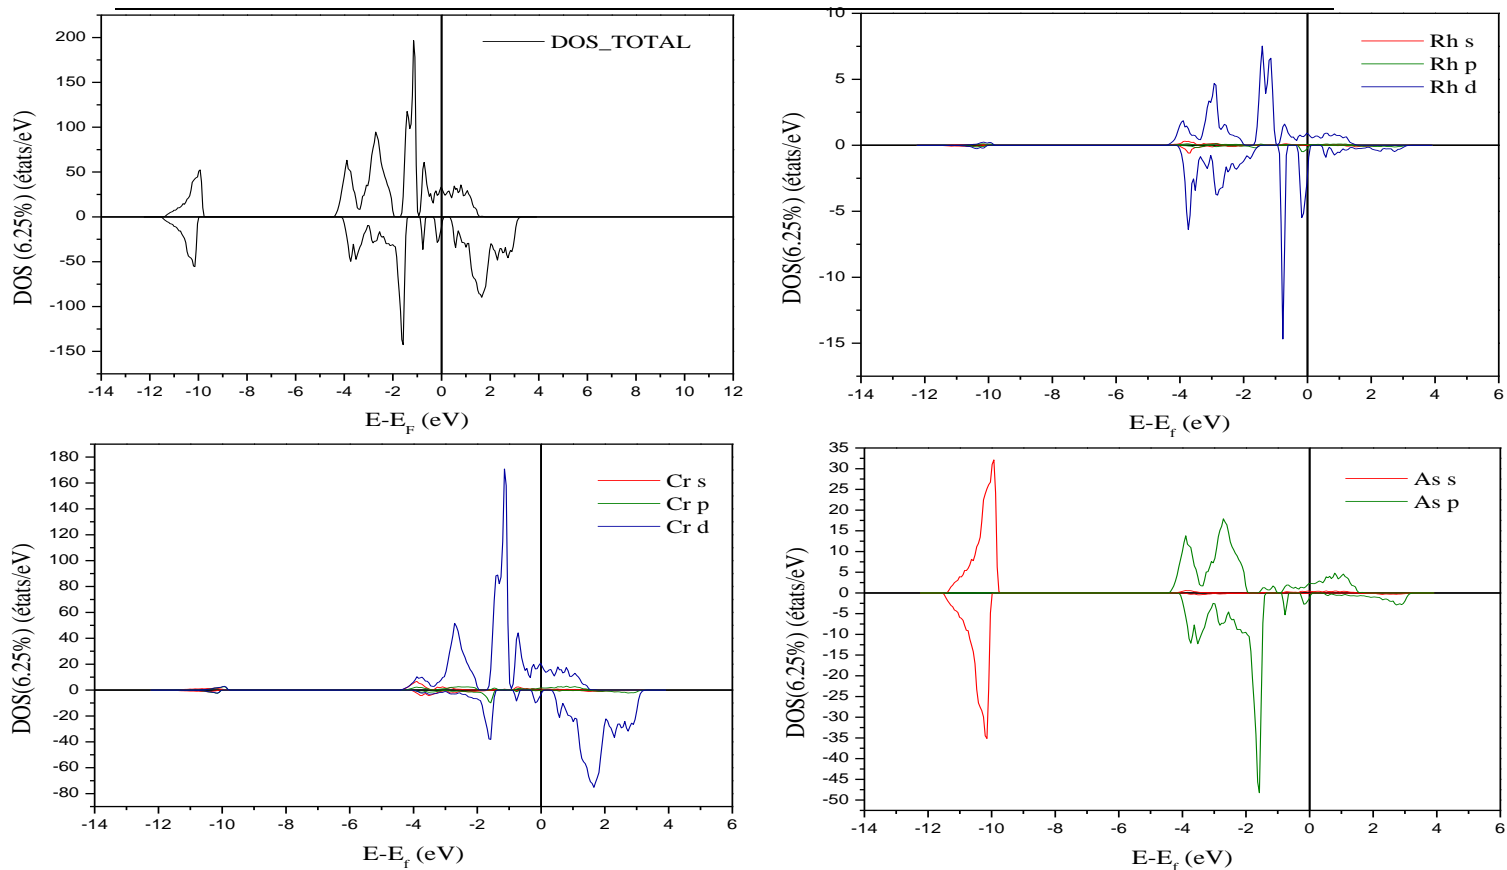 DOS_TOTAL
DOS (6.25%) (états/eV)
200
150
100
50
0
-50
-100
-150
-14 -12 -10 -8 -6 -4 -2 0 2 4 6 8 10 12
E-E_F (eV)
Rh s
Rh p
Rh d
DOS(6.25%) (états/eV)
10
5
0
-5
-10
-15
-14 -12 -10 -8 -6 -4 -2 0 2 4 6
E-E_f (eV)
Cr s
Cr p
Cr d
DOS(6.25%) (états/eV)
180
160
140
120
100
80
60
40
20
0
-20
-40
-60
-80
-14 -12 -10 -8 -6 -4 -2 0 2 4 6
E-E_f (eV)
As s
As p
DOS(6.25%) (états/eV)
35
30
25
20
15
10
5
0
-5
-10
-15
-20
-25
-30
-35
-40
-45
-50
-14 -12 -10 -8 -6 -4 -2 0 2 4 6
E-E_f (eV)